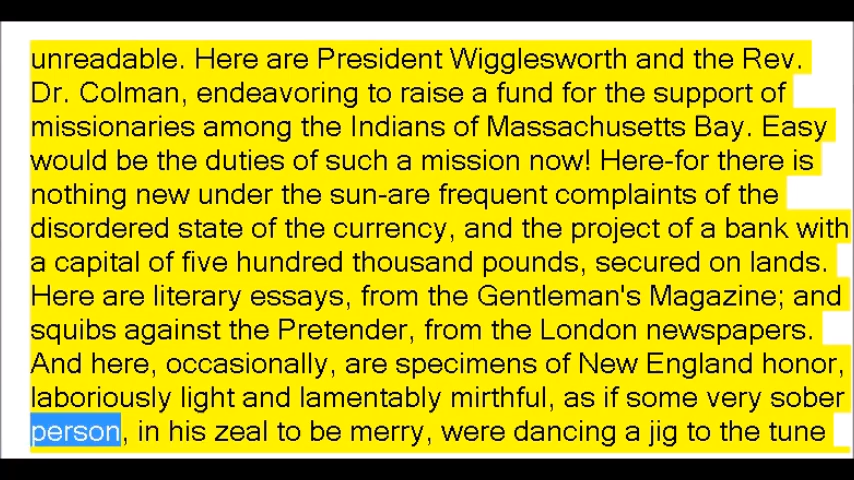 unreadable. Here are President Wigglesworth and the Rev.
Dr. Colman, endeavoring to raise a fund for the support of
missionaries among the Indians of Massachusetts Bay. Easy
would be the duties of such a mission now! Here-for there is
nothing new under the sun-are frequent complaints of the
disordered state of the currency, and the project of a bank with
a capital of five hundred thousand pounds, secured on lands.
Here are literary essays, from the Gentleman's Magazine; and
squibs against the Pretender, from the London newspapers.
And here, occasionally, are specimens of New England honor,
laboriously light and lamentably mirthful, as if some very sober
person, in his zeal to be merry, were dancing a jig to the tune